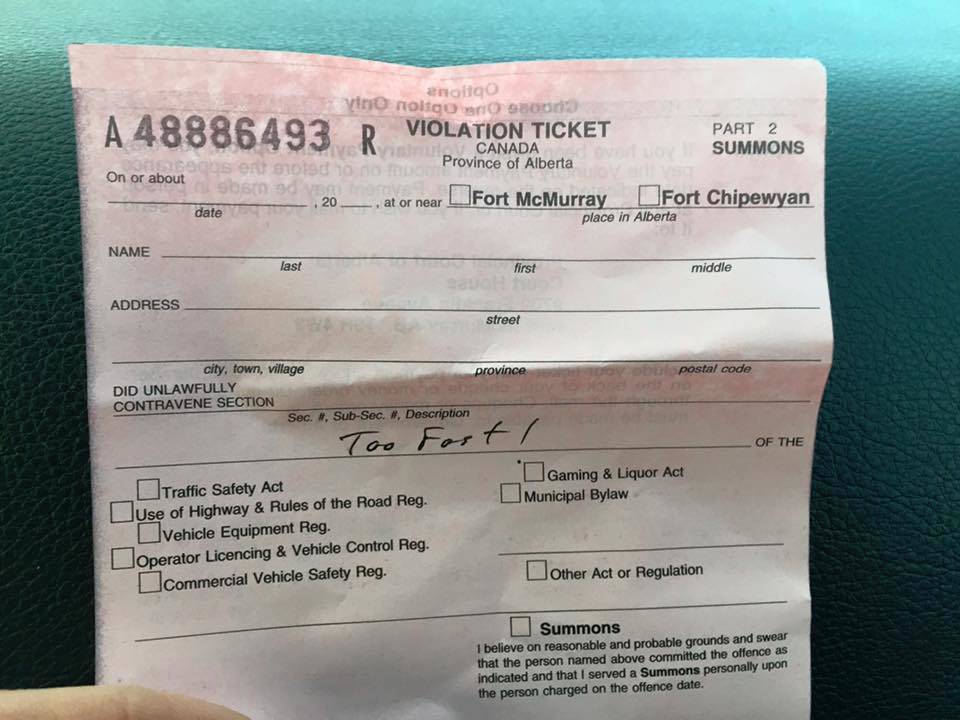 A 48886493 R VIOLATION TICKET PART 2
CANADA SUMMONS
Province of Alberta
On or about
, 20 , at or near Fort McMurray Fort Chipewyan
date place in Alberta
NAME
last first middle
ADDRESS
street
city, town, village province postal code
DID UNLAWFULLY
CONTRAVENE SECTION
Sec. #, Sub-Sec. #, Description
Too Fast! OF THE
Traffic Safety Act Gaming & Liquor Act
Use of Highway & Rules of the Road Reg. Municipal Bylaw
Vehicle Equipment Reg.
Operator Licencing & Vehicle Control Reg.
Commercial Vehicle Safety Reg. Other Act or Regulation
Summons
I believe on reasonable and probable grounds and swear
that the person named above committed the offence as
indicated and that I served a Summons personally upon
the person charged on the offence date.